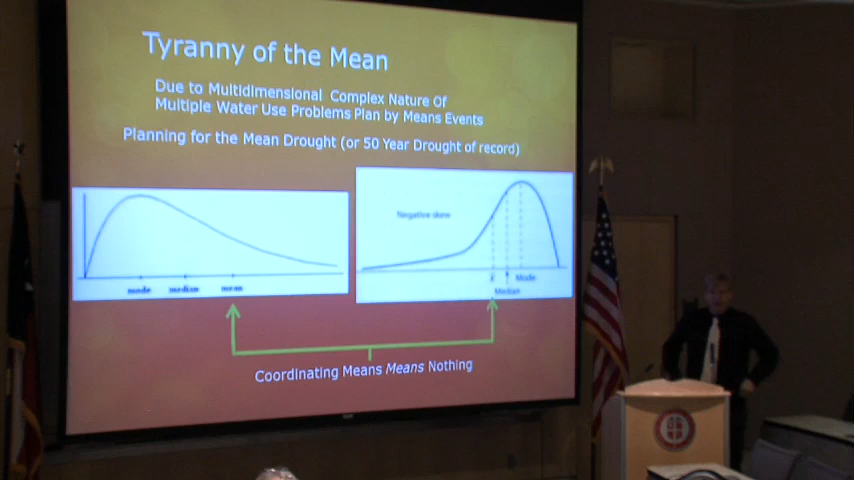 Tyranny of the Mean
Due to Multidimensional Complex Nature Of
Multiple Water Use Problems Plan by Means Events
Planning for the Mean Drought (or 50 Year Drought of record)
mode median mean
Negative skew
Mode
Median
Coordinating Means Means Nothing